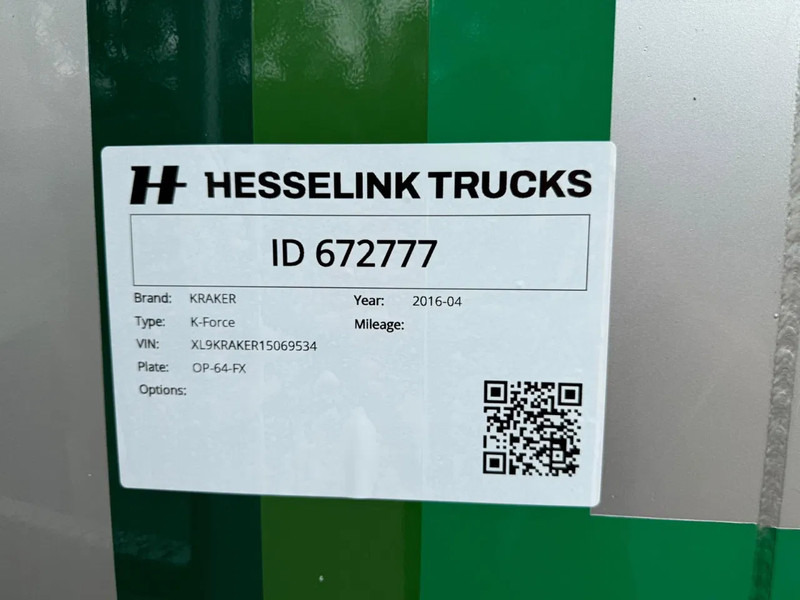 H HESSELINK TRUCKS
ID 672777
Brand: KRAKER Year: 2016-04
Type: K-Force Mileage:
VIN: XL9KRAKER15069534
Plate: OP-64-FX
Options: